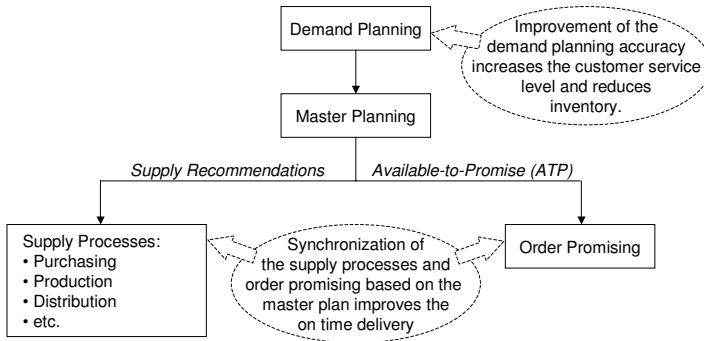 Demand Planning
Improvement of the
demand planning accuracy
increases the customer service
level and reduces
inventory.
Master Planning
Supply Recommendations
Available-to-Promise (ATP)
Supply Processes:
• Purchasing
• Production
• Distribution
• etc.
Synchronization of
the supply processes and
order promising based on the
master plan improves the
on time delivery
Order Promising